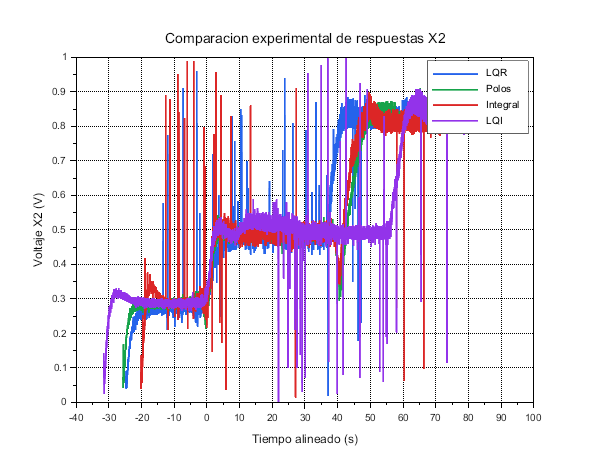 Comparacion experimental de respuestas X2
1
0.9
0.8
0.7
0.6
0.5
0.4
0.3
0.2
0.1
0
Voltaje X2 (V)
LQR
Polos
Integral
LQI
-40 -30 -20 -10 0 10 20 30 40 50 60 70 80 90 100
Tiempo alineado (s)